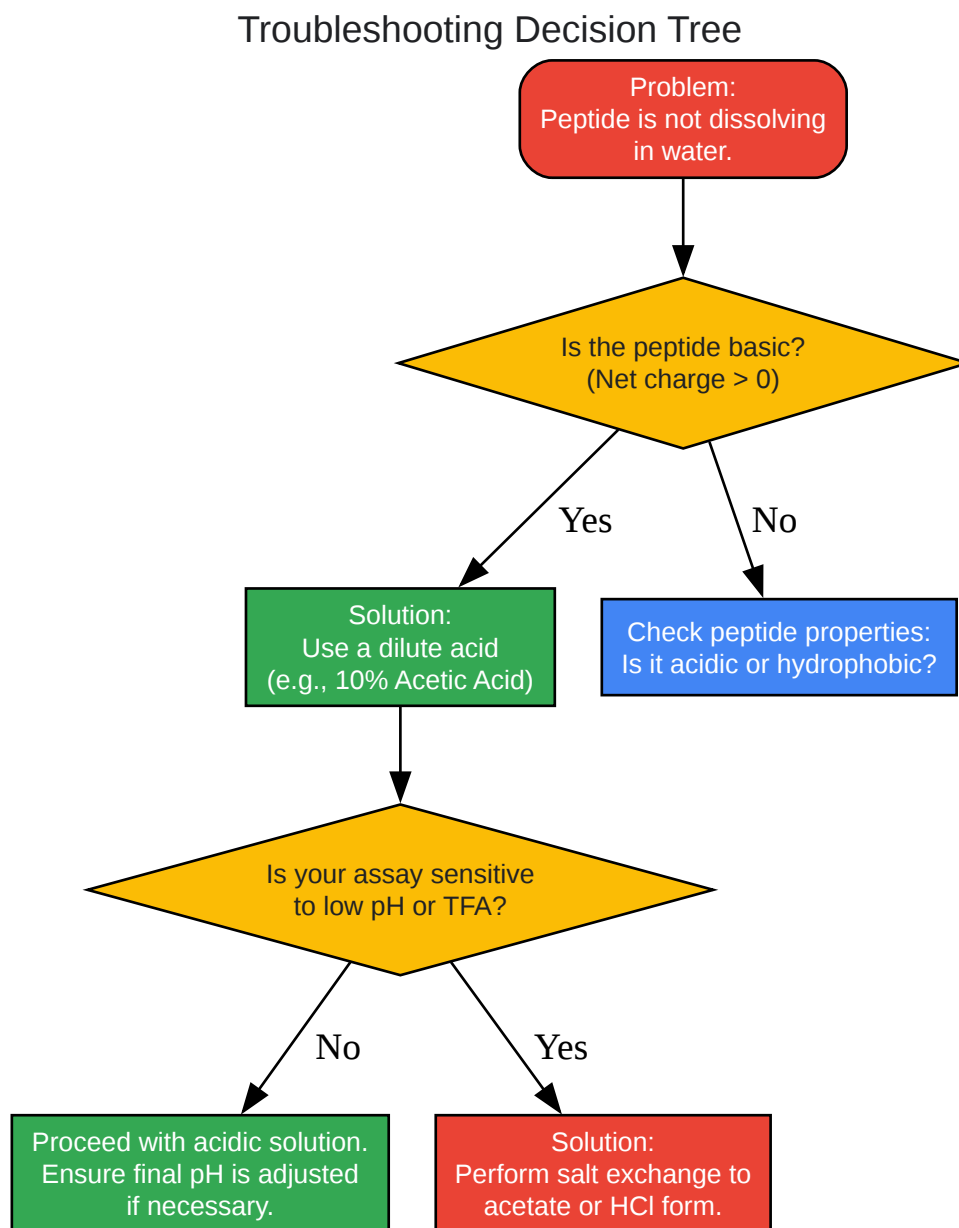 Troubleshooting Decision Tree
Problem:
Peptide is not dissolving
in water.
Is the peptide basic?
(Net charge > 0)
Yes
No
Solution:
Use a dilute acid
(e.g., 10% Acetic Acid)
Check peptide properties:
Is it acidic or hydrophobic?
Is your assay sensitive
to low pH or TFA?
No
Yes
Proceed with acidic solution.
Ensure final pH is adjusted
if necessary.
Solution:
Perform salt exchange to
acetate or HCl form.